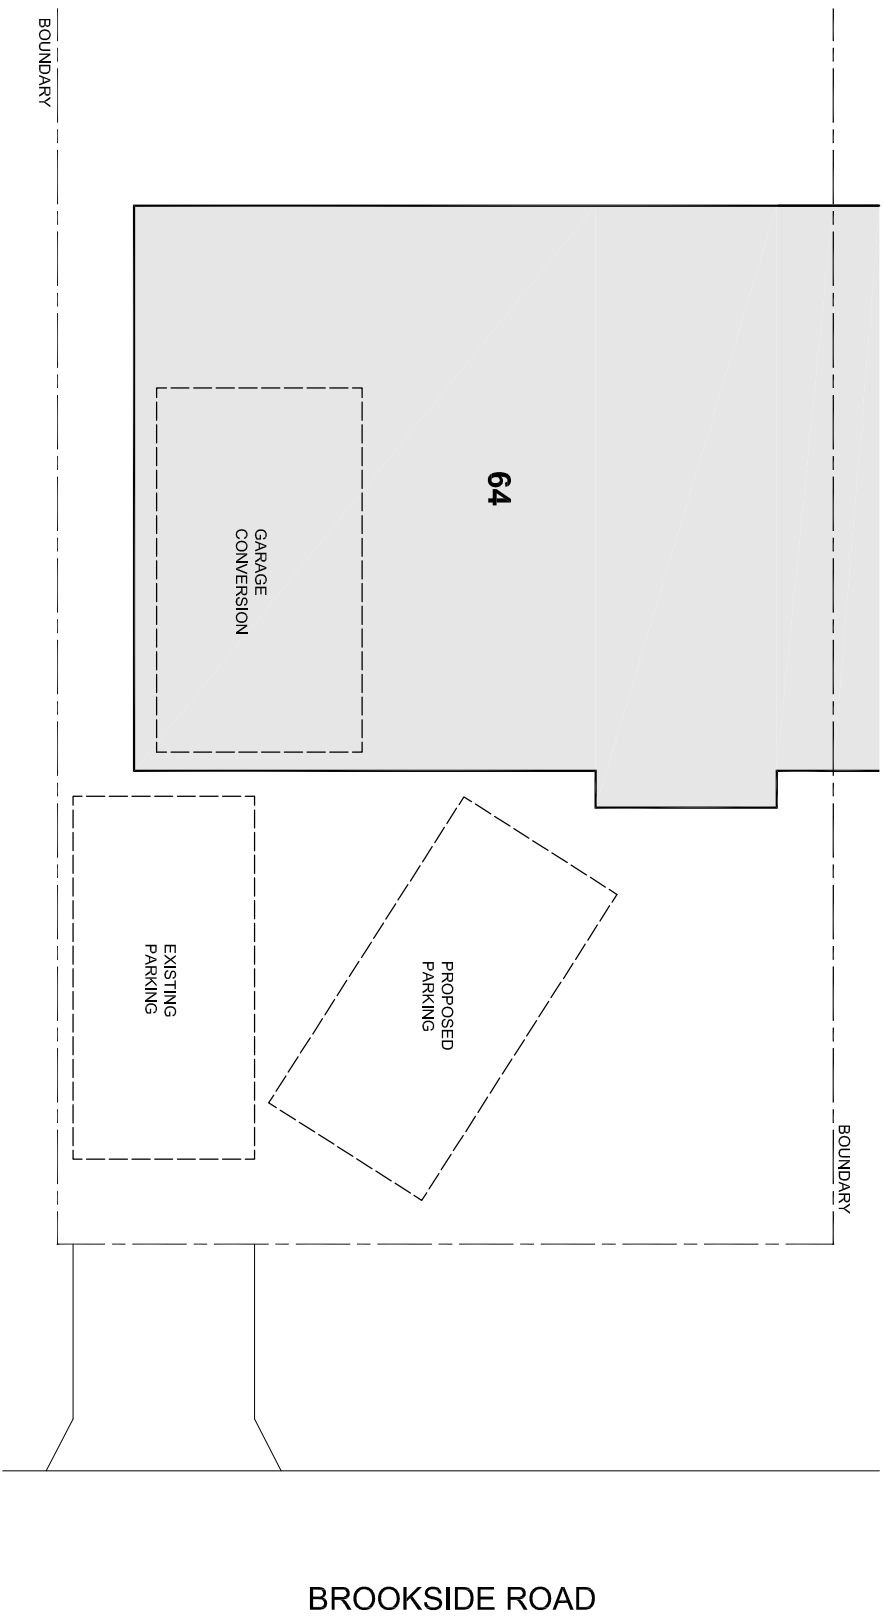 BOUNDARY
64
GARAGE
CONVERSION
EXISTING
PARKING
PROPOSED
PARKING
BOUNDARY
BROOKSIDE ROAD